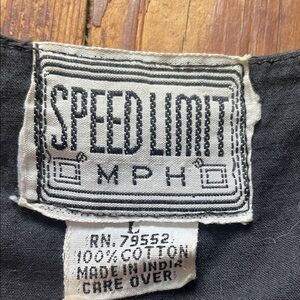 SPEED LIMIT
MPH
L
RN. 79552
100% COTTON
MADE IN INDIA
CARE OVER